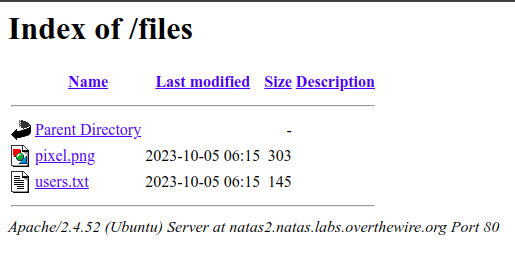 Index of /files
Name Last modified Size Description
Parent Directory -
pixel.png 2023-10-05 06:15 303
users.txt 2023-10-05 06:15 145
Apache/2.4.52 (Ubuntu) Server at natas2.natas.labs.overthewire.org Port 80